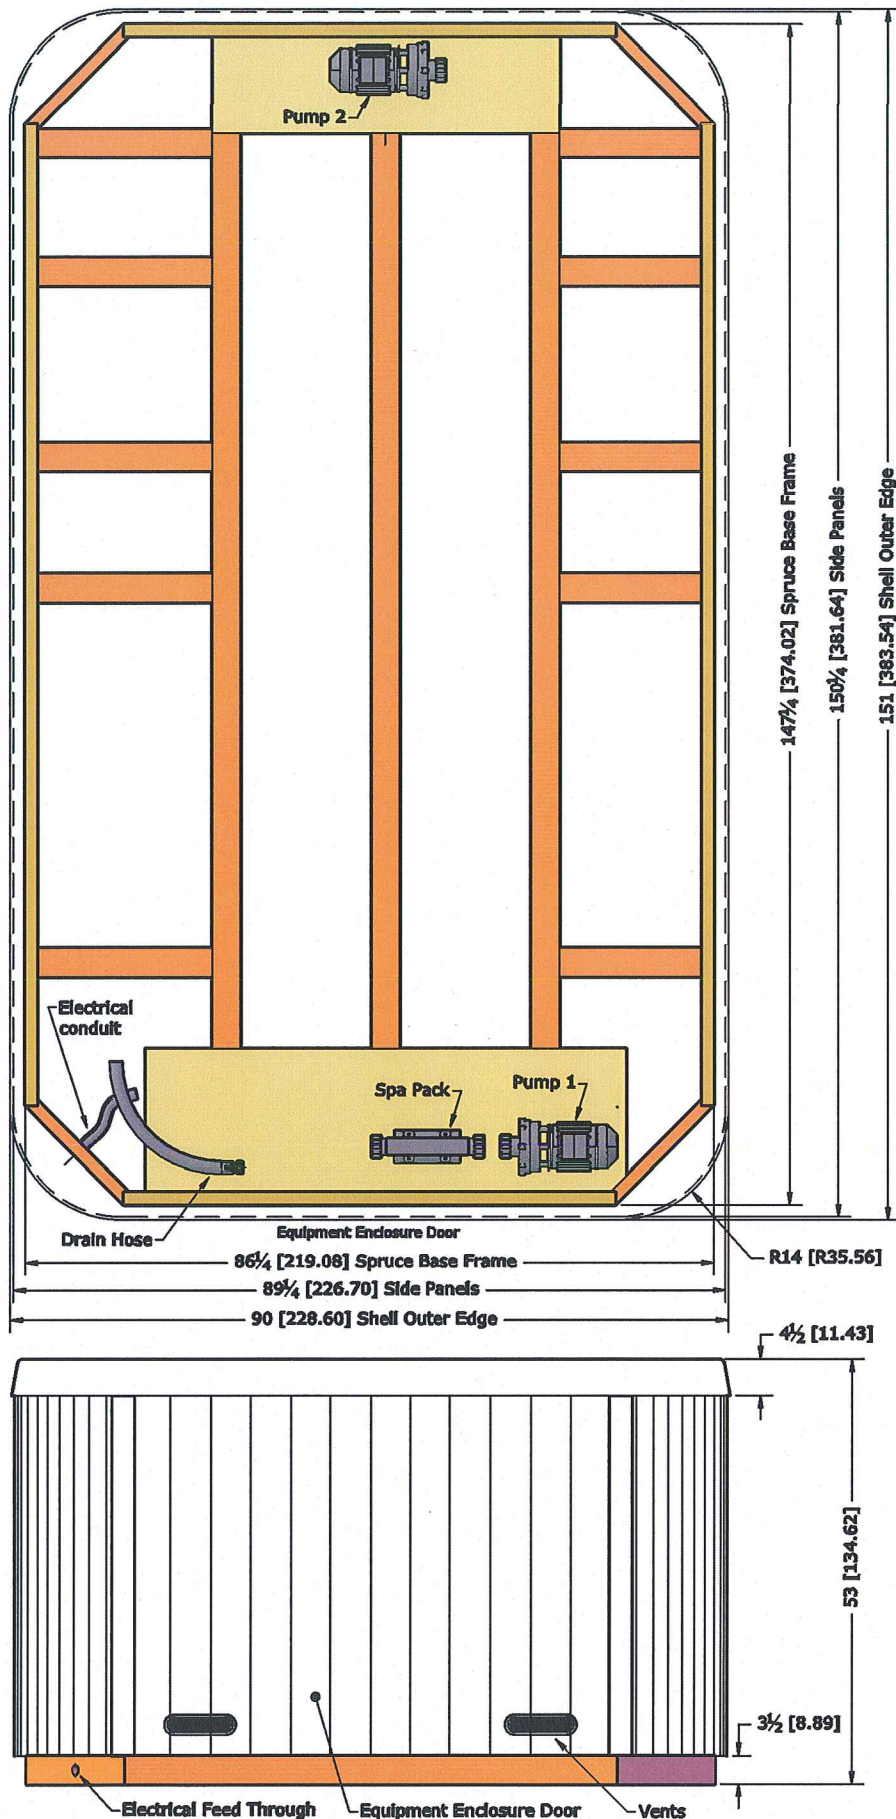 Pump 2
147¼ [374.02] Spruce Base Frame
150¼ [381.64] Side Panels
151 [383.54] Shell Outer Edge
Electrical
conduit
Spa Pack
Pump 1
Drain Hose
Equipment Enclosure Door
86¼ [219.08] Spruce Base Frame
R14 [R35.56]
89¼ [226.70] Side Panels
90 [228.60] Shell Outer Edge
4½ [11.43]
53 [134.62]
3½ [8.89]
Electrical Feed Through
Equipment Enclosure Door
Vents